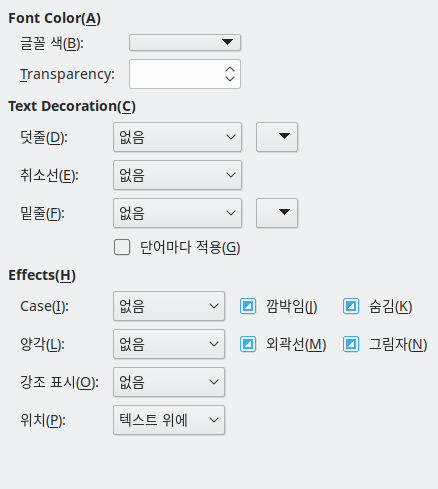 Font Color(A)
글꼴 색(B):
Transparency:
Text Decoration(C)
덧줄(D): 없음
취소선(E): 없음
밑줄(F): 없음
단어마다 적용(G)
Effects(H)
Case(I): 없음 깜박임(J) 숨김(K)
양각(L): 없음 외곽선(M) 그림자(N)
강조 표시(O): 없음
위치(P): 텍스트 위에